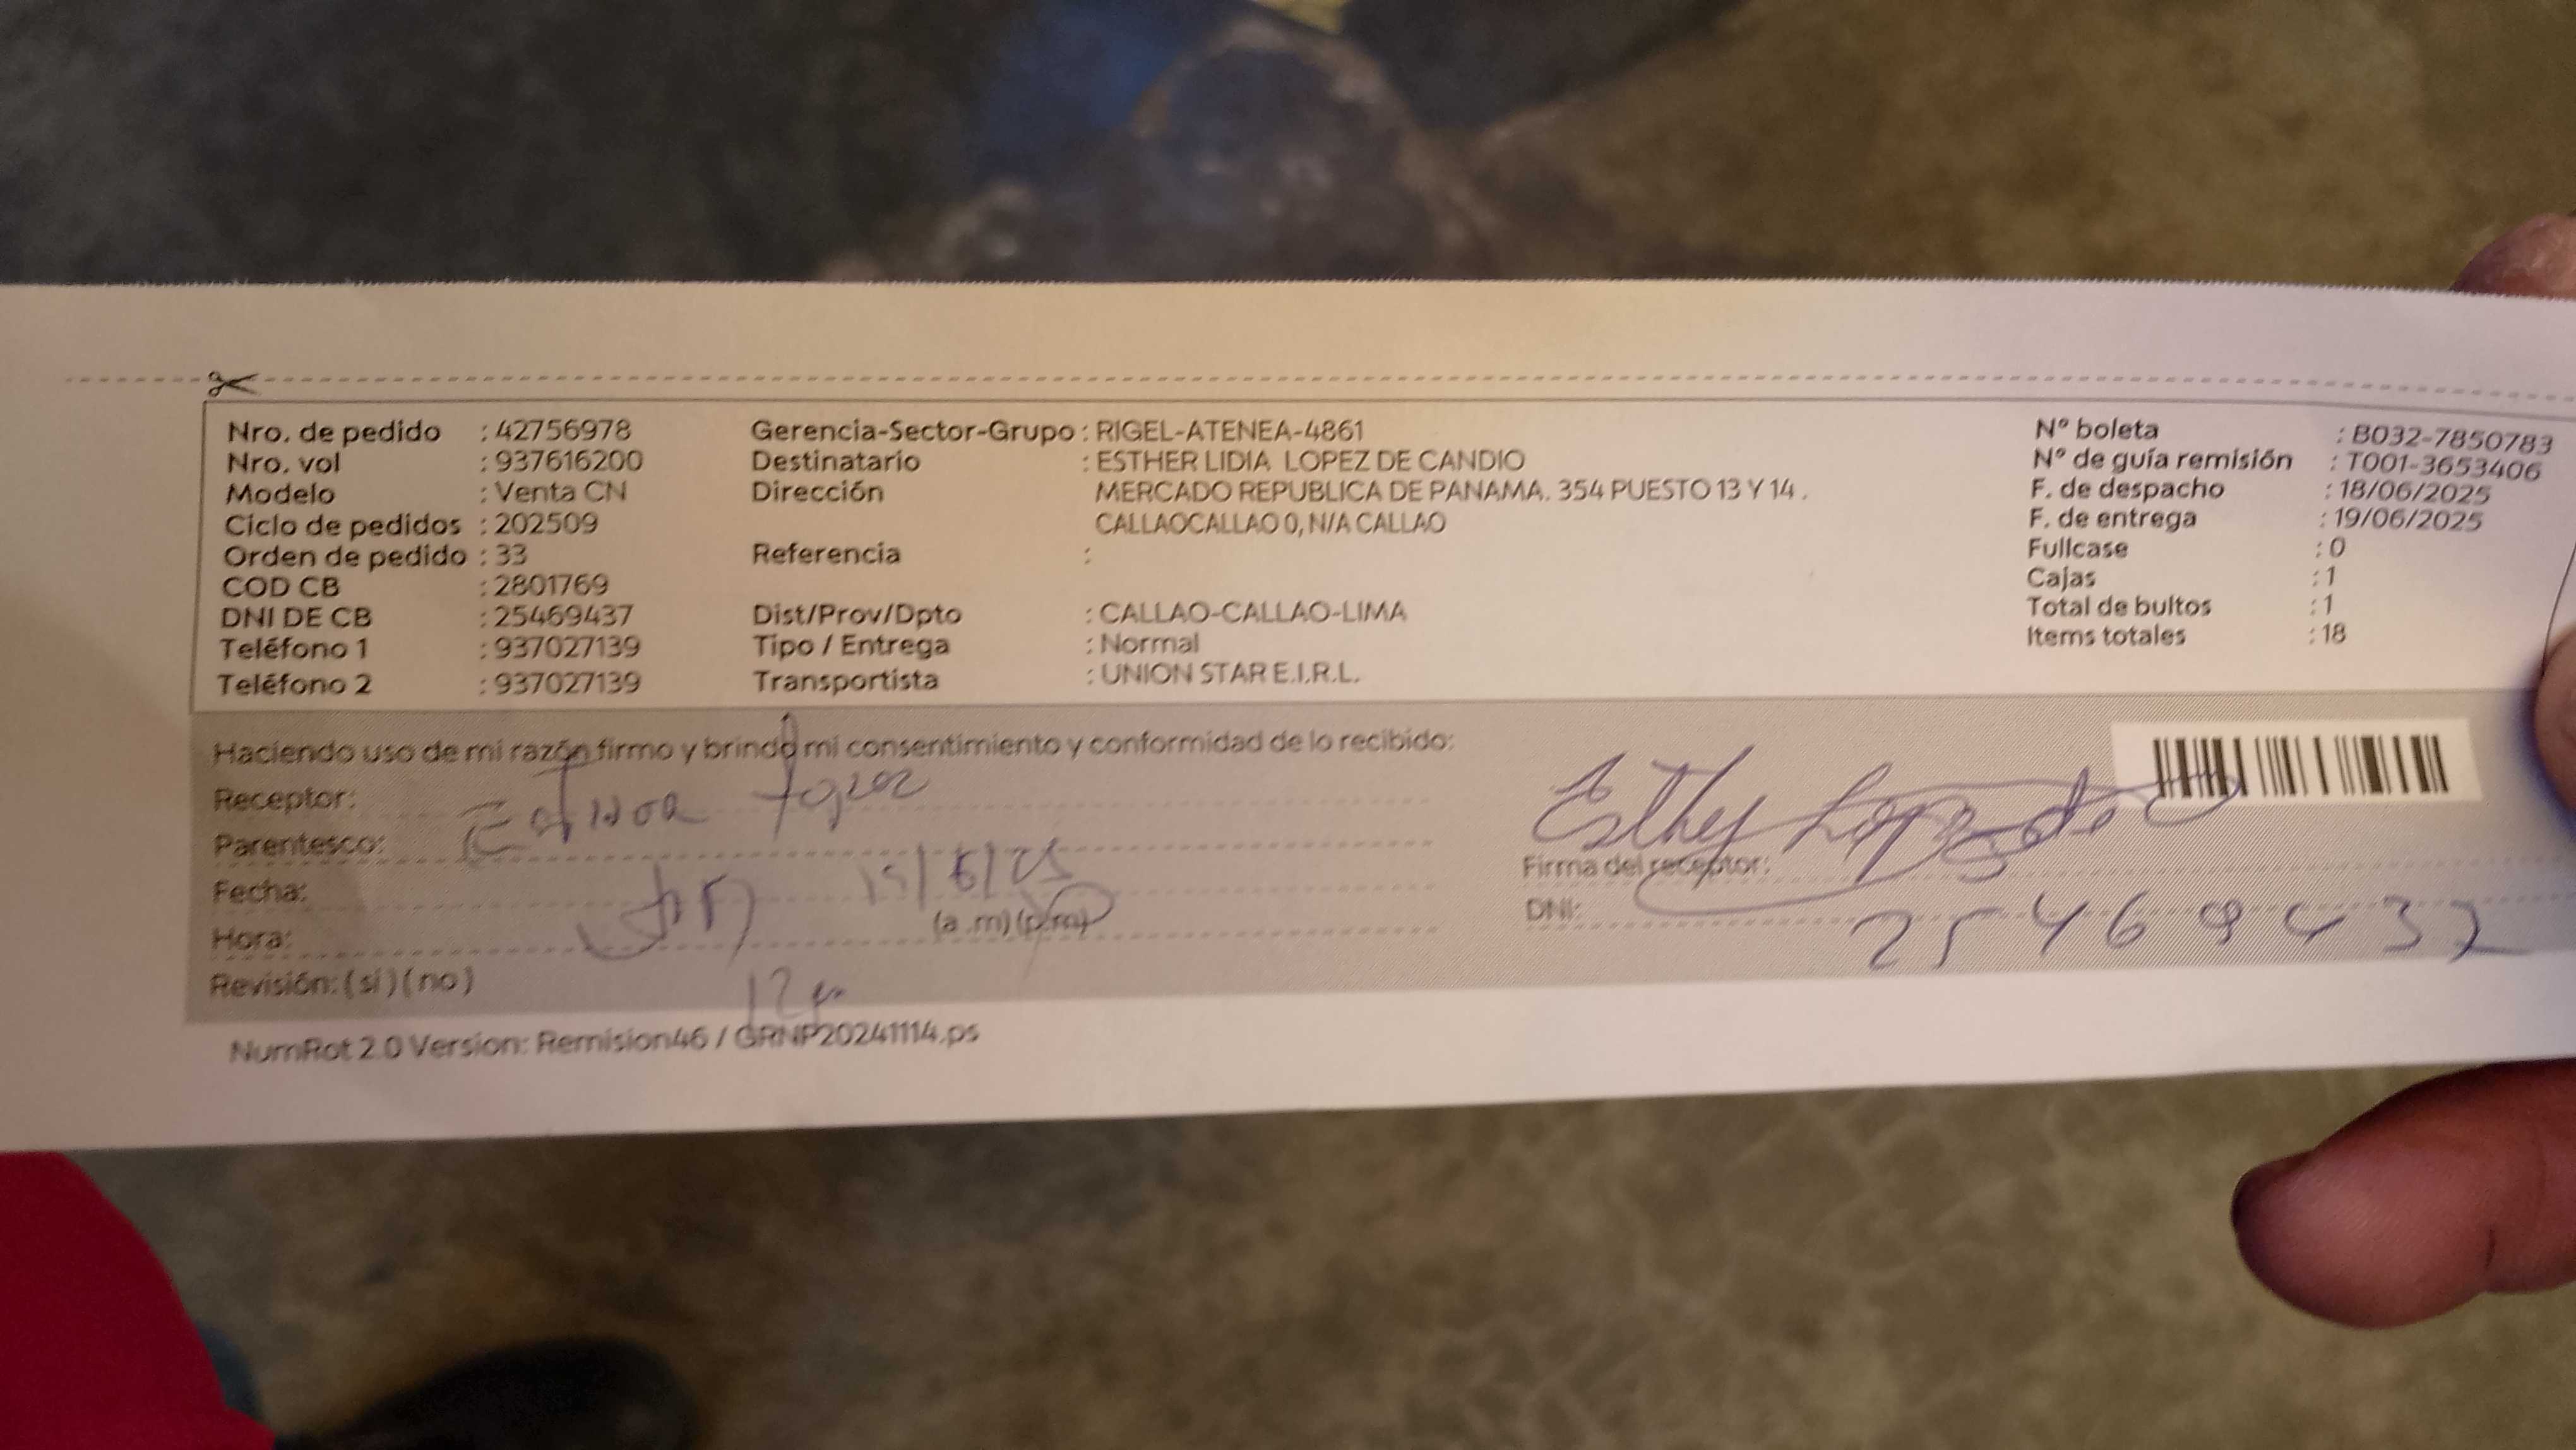 Nro. de pedido : 42756978
Nro. vol : 937616200
Modelo : Venta CN
Ciclo de pedidos : 202509
Orden de pedido : 33
COD CB : 2801769
DNI DE CB : 25469437
Teléfono 1 : 937027139
Teléfono 2 : 937027139
Gerencia-Sector-Grupo : RIGEL-ATENEA-4861
Destinatario : ESTHER LIDIA LOPEZ DE CANDIO
Dirección MERCADO REPUBLICA DE PANAMA. 354 PUESTO 13 Y 14 .
CALLAOCALLAO 0, N/A CALLAO
Referencia :
Dist/Prov/Dpto : CALLAO-CALLAO-LIMA
Tipo / Entrega : Normal
Transportista : UNION STAR E.I.R.L.
Nº boleta : B032-7850783
Nº de guía remisión : T001-3653406
F. de despacho : 18/06/2025
F. de entrega : 19/06/2025
Fullcase : 0
Cajas : 1
Total de bultos : 1
Items totales : 18
Haciendo uso de mi razón firmo y brindo mi consentimiento y conformidad de lo recibido:
Receptor:
Parentesco:
Fecha:
Hora: (a .m) (p.m)
Revisión: (si) (no)
Firma del receptor:
DNI:
NumRot 2.0 Version: Remision46 / GRNP20241114.ps